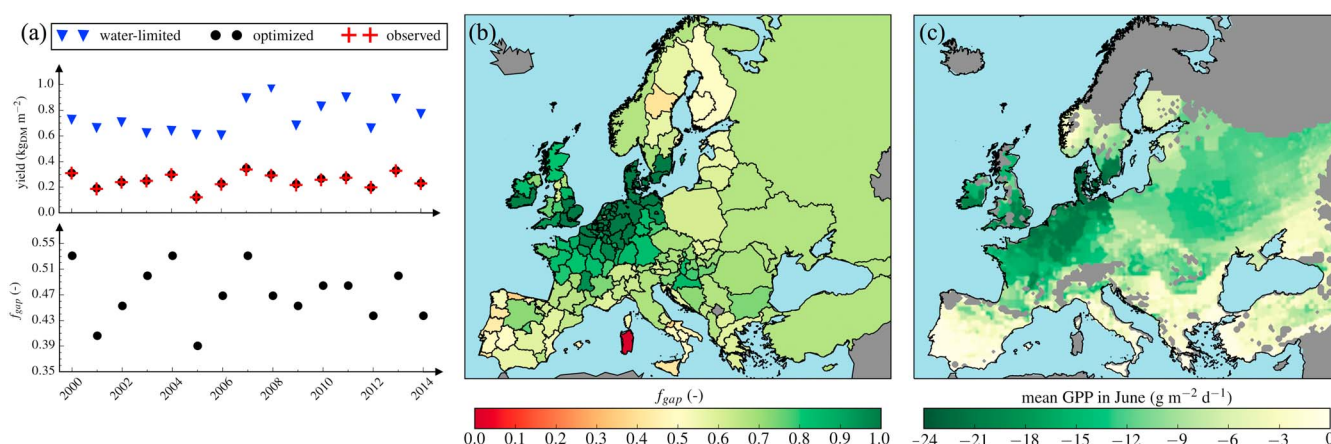 (a)
water-limited optimized observed
yield (kgDM m−2)
1.0
0.8
0.6
0.4
0.2
0.0
fgap (-)
0.55
0.51
0.47
0.43
0.39
0.35
2000 2002 2004 2006 2008 2010 2012 2014
(b)
fgap (-)
0.0 0.1 0.2 0.3 0.4 0.5 0.6 0.7 0.8 0.9 1.0
(c)
mean GPP in June (g m−2 d−1)
−24 −21 −18 −15 −12 −9 −6 −3 0